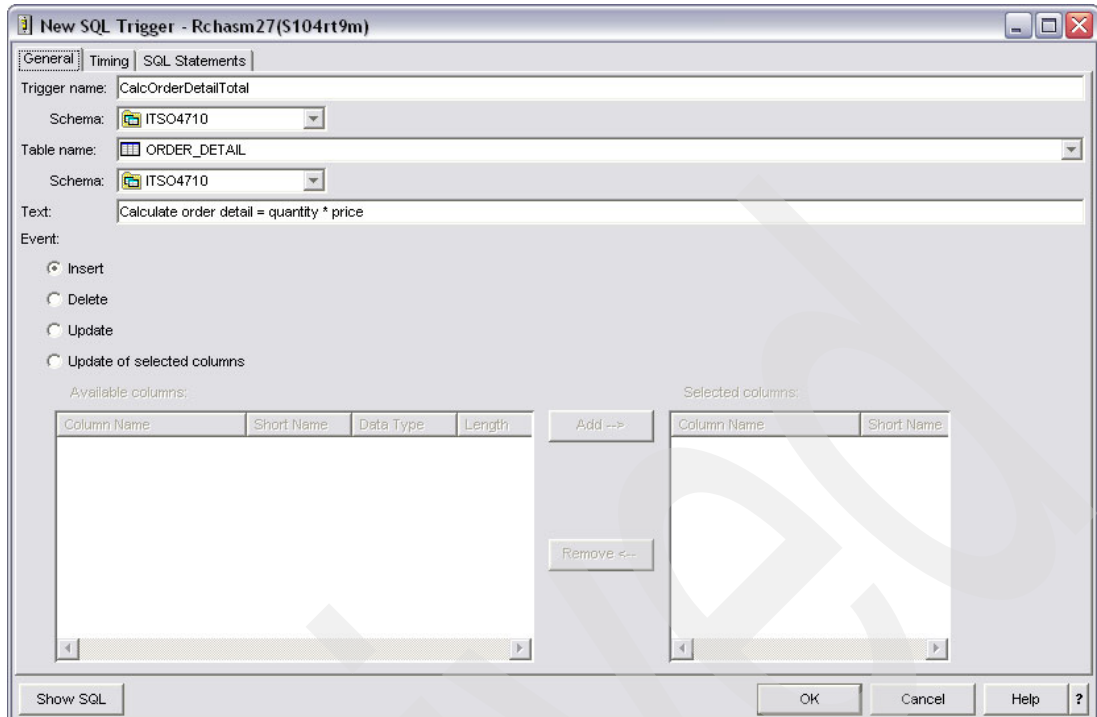 New SQL Trigger - Rchasm27(S104rt9m)
General Timing SQL Statements
Trigger name: CalcOrderDetailTotal
Schema: ITSO4710
Table name: ORDER_DETAIL
Schema: ITSO4710
Text: Calculate order detail = quantity * price
Event:
Insert
Delete
Update
Update of selected columns
Available columns: Selected columns:
Column Name Short Name Data Type Length Add --> Column Name Short Name
Remove <--
Show SQL OK Cancel Help ?